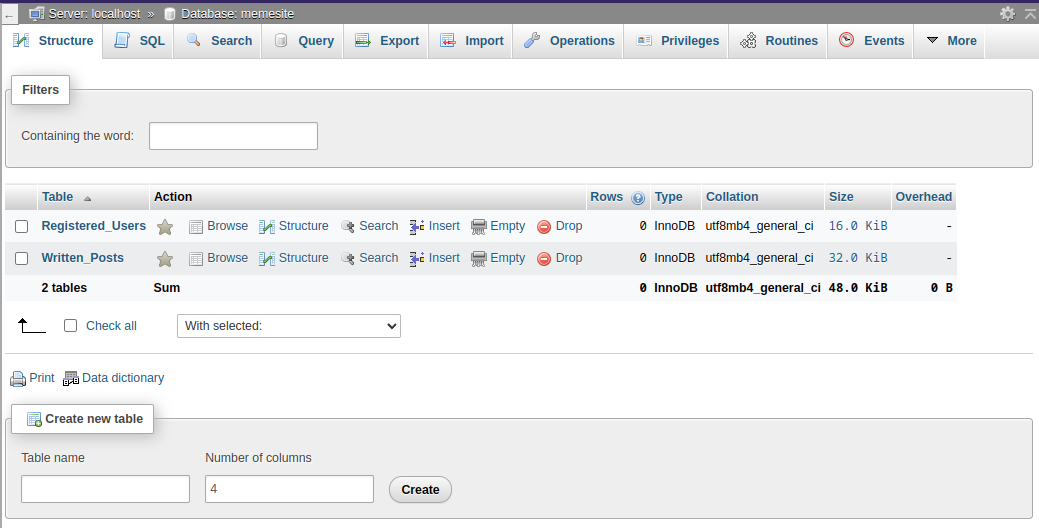 ← Server: localhost » Database: memesite
Structure SQL Search Query Export Import Operations Privileges Routines Events More
Filters
Containing the word:
Table Action Rows Type Collation Size Overhead
Registered_Users Browse Structure Search Insert Empty Drop 0 InnoDB utf8mb4_general_ci 16.0 KiB -
Written_Posts Browse Structure Search Insert Empty Drop 0 InnoDB utf8mb4_general_ci 32.0 KiB -
2 tables Sum 0 InnoDB utf8mb4_general_ci 48.0 KiB 0 B
Check all With selected:
Print Data dictionary
Create new table
Table name Number of columns
4 Create